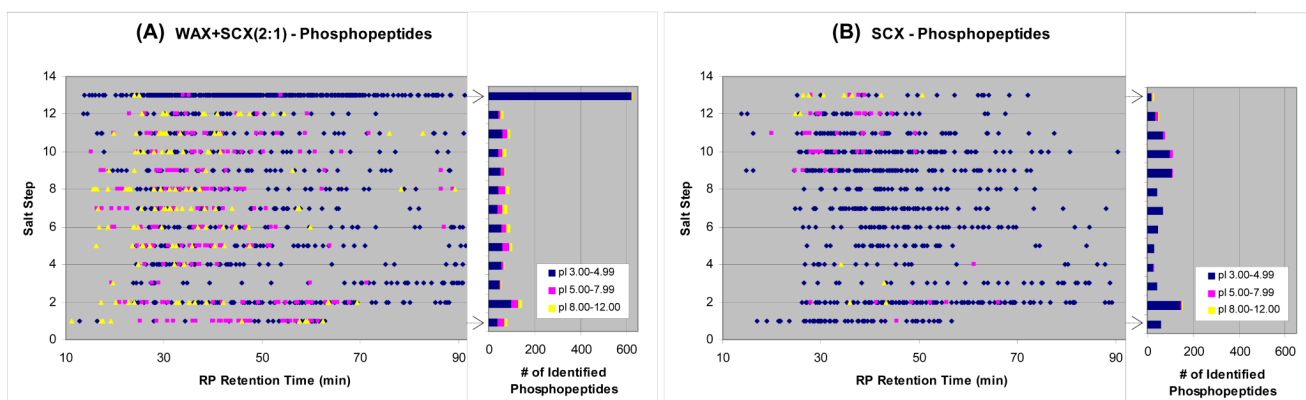 (A) WAX+SCX(2:1) - Phosphopeptides
Salt Step
14
12
10
8
6
4
2
0
10 30 50 70 90
RP Retention Time (min)
pI 3.00-4.99
pI 5.00-7.99
pI 8.00-12.00
0 200 400 600
# of Identified
Phosphopeptides
(B) SCX - Phosphopeptides
Salt Step
14
12
10
8
6
4
2
0
10 30 50 70 90
RP Retention Time (min)
pI 3.00-4.99
pI 5.00-7.99
pI 8.00-12.00
0 200 400 600
# of Identified
Phosphopeptides